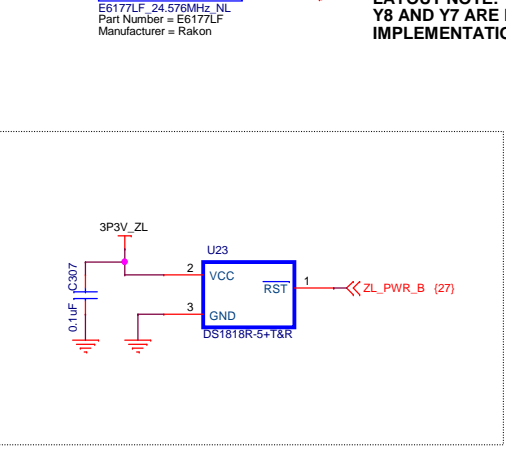 E6177LF_24.576MHz_NL
Part Number = E6177LF
Manufacturer = Rakon
LAYOUT NOTE:
Y8 AND Y7 ARE
IMPLEMENTATIO
3P3V_ZL
U23
C307
0.1uF
2
VCC
RST
1
ZL_PWR_B {27}
3
GND
DS1818R-5+T&R